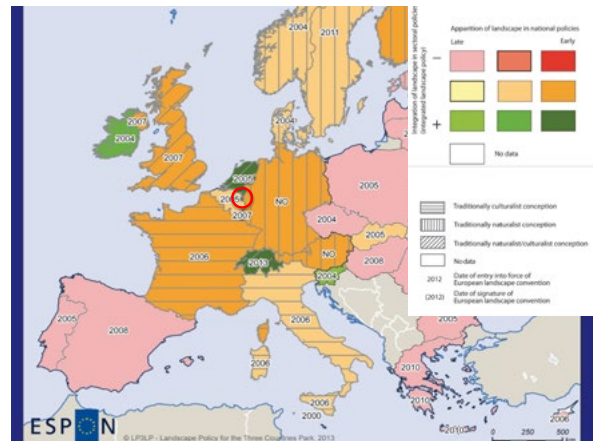 2004
2011
2004
2007
2004
2007
2005
2005
2007
NO
2005
2004
2005
2006
2013
NO
2008
2004
2006
2005
2008
2006
2006
2000
2005
2010
2010
2010
2006
Apparition of landscape in national policies
Late
Early
Integration of landscape in sectoral policies
(integrated landscape policy)
−
+
No data
Traditionally culturalist conception
Traditionally naturalist conception
Traditionally naturalist/culturalist conception
No data
2012 Date of entry into force of
European landscape convention
(2012) Date of signature of
European landscape convention
ESPON
© LP3LP - Landscape Policy for the Three Countries Park, 2013
0 250 500
km